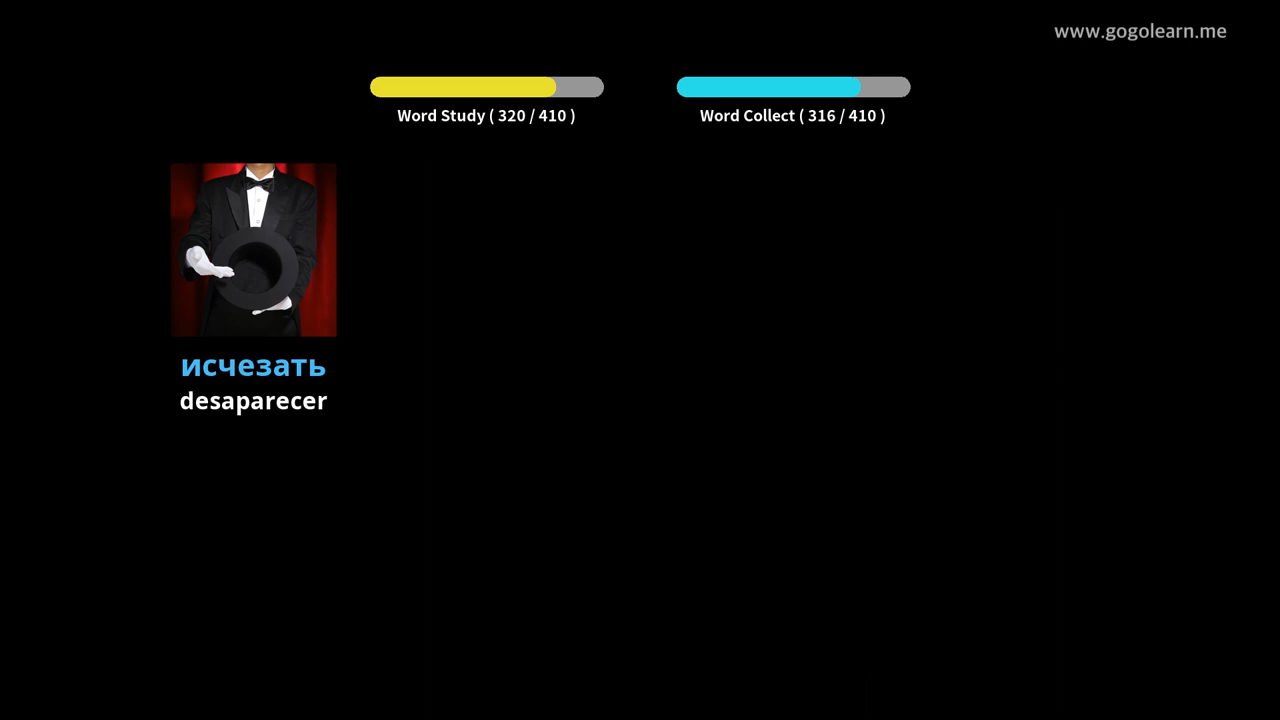 www.gogolearn.me
Word Study ( 320 / 410 )
Word Collect ( 316 / 410 )
исчезать
desaparecer